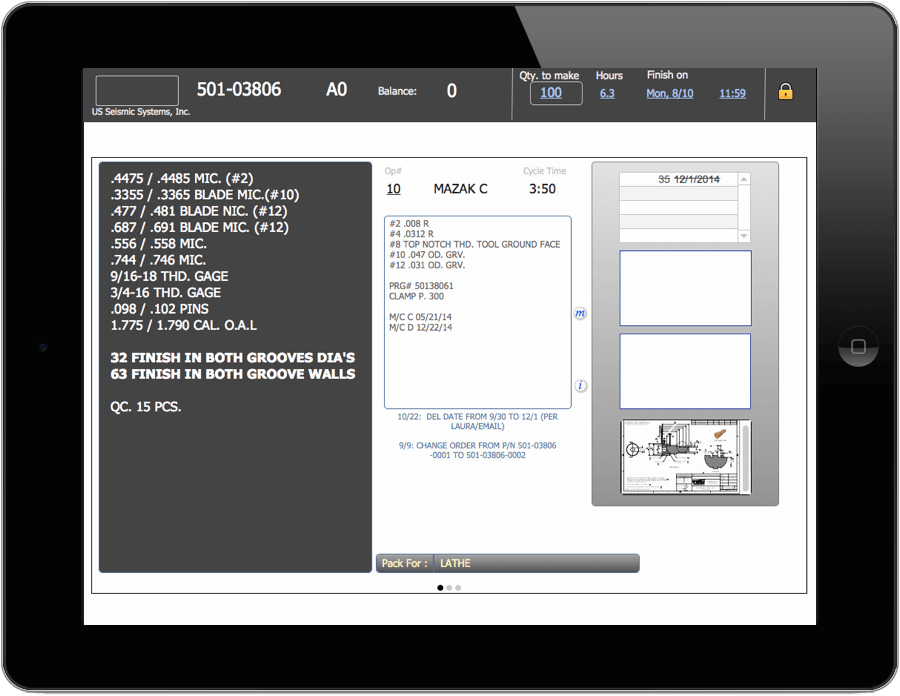 501-03806
A0
Balance:
0
Qty. to make
100
Hours
6.3
Finish on
Mon, 8/10
11:59
US Seismic Systems, Inc.
.4475 / .4485 MIC. (#2)
.3355 / .3365 BLADE MIC.(#10)
.477 / .481 BLADE NIC. (#12)
.687 / .691 BLADE MIC. (#12)
.556 / .558 MIC.
.744 / .746 MIC.
9/16-18 THD. GAGE
3/4-16 THD. GAGE
.098 / .102 PINS
1.775 / 1.790 CAL. O.A.L
32 FINISH IN BOTH GROOVES DIA'S
63 FINISH IN BOTH GROOVE WALLS
QC. 15 PCS.
Op#
10
MAZAK C
Cycle Time
3:50
#2 .008 R
#4 .0312 R
#8 TOP NOTCH THD. TOOL GROUND FACE
#10 .047 OD. GRV.
#12 .031 OD. GRV.
PRG# 50138061
CLAMP P. 300
M/C C 05/21/14
M/C D 12/22/14
m
i
10/22: DEL DATE FROM 9/30 TO 12/1 (PER
LAURA/EMAIL)
9/9: CHANGE ORDER FROM P/N 501-03806
-0001 TO 501-03806-0002
35 12/1/2014
Pack For :
LATHE